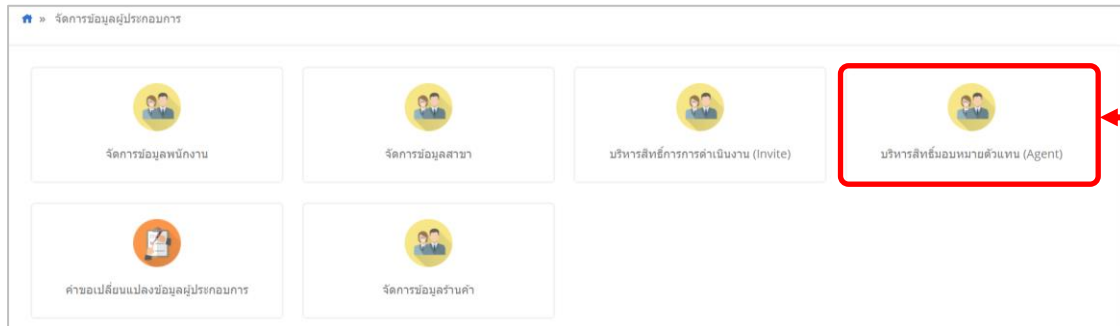 » จัดการข้อมูลผู้ประกอบการ
จัดการข้อมูลพนักงาน
จัดการข้อมูลสาขา
บริหารสิทธิ์การการดำเนินงาน (Invite)
บริหารสิทธิ์มอบหมายตัวแทน (Agent)
คำขอเปลี่ยนแปลงข้อมูลผู้ประกอบการ
จัดการข้อมูลร้านค้า